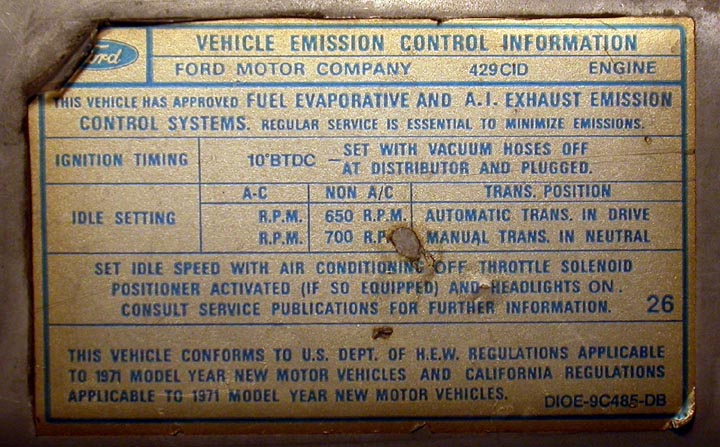 Ford VEHICLE EMISSION CONTROL INFORMATION
FORD MOTOR COMPANY 429CID ENGINE
THIS VEHICLE HAS APPROVED FUEL EVAPORATIVE AND A.I. EXHAUST EMISSION
CONTROL SYSTEMS. REGULAR SERVICE IS ESSENTIAL TO MINIMIZE EMISSIONS.
IGNITION TIMING 10°BTDC – SET WITH VACUUM HOSES OFF
AT DISTRIBUTOR AND PLUGGED.
A-C NON A/C TRANS. POSITION
IDLE SETTING R.P.M. 650 R.P.M. AUTOMATIC TRANS. IN DRIVE
R.P.M. 700 R.P. MANUAL TRANS. IN NEUTRAL
SET IDLE SPEED WITH AIR CONDITIONING OFF THROTTLE SOLENOID
POSITIONER ACTIVATED (IF SO EQUIPPED) AND HEADLIGHTS ON.
CONSULT SERVICE PUBLICATIONS FOR FURTHER INFORMATION. 26
THIS VEHICLE CONFORMS TO U.S. DEPT. OF H.E.W. REGULATIONS APPLICABLE
TO 1971 MODEL YEAR NEW MOTOR VEHICLES AND CALIFORNIA REGULATIONS
APPLICABLE TO 1971 MODEL YEAR NEW MOTOR VEHICLES. DIOE-9C485-DB